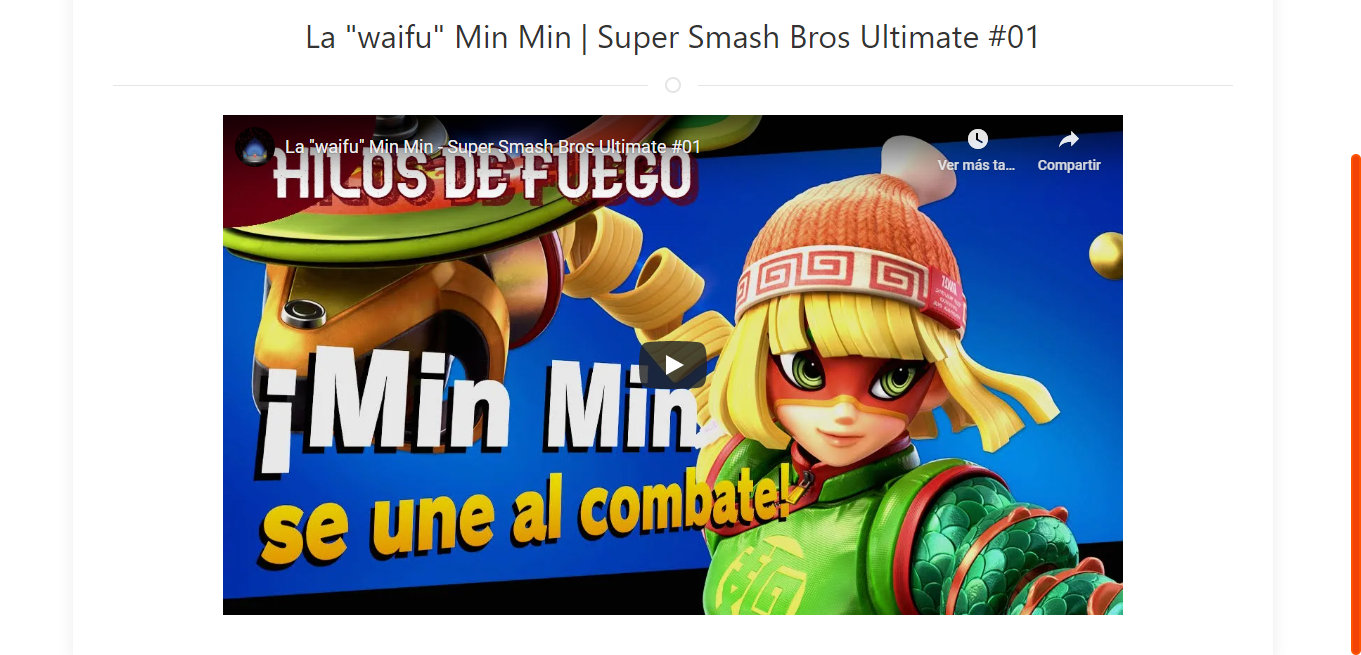 La "waifu" Min Min | Super Smash Bros Ultimate #01
La "waifu" Min Min - Super Smash Bros Ultimate #01
HILOS DE FUEGO
Ver más ta...
Compartir
¡Min Min
se une al combate!